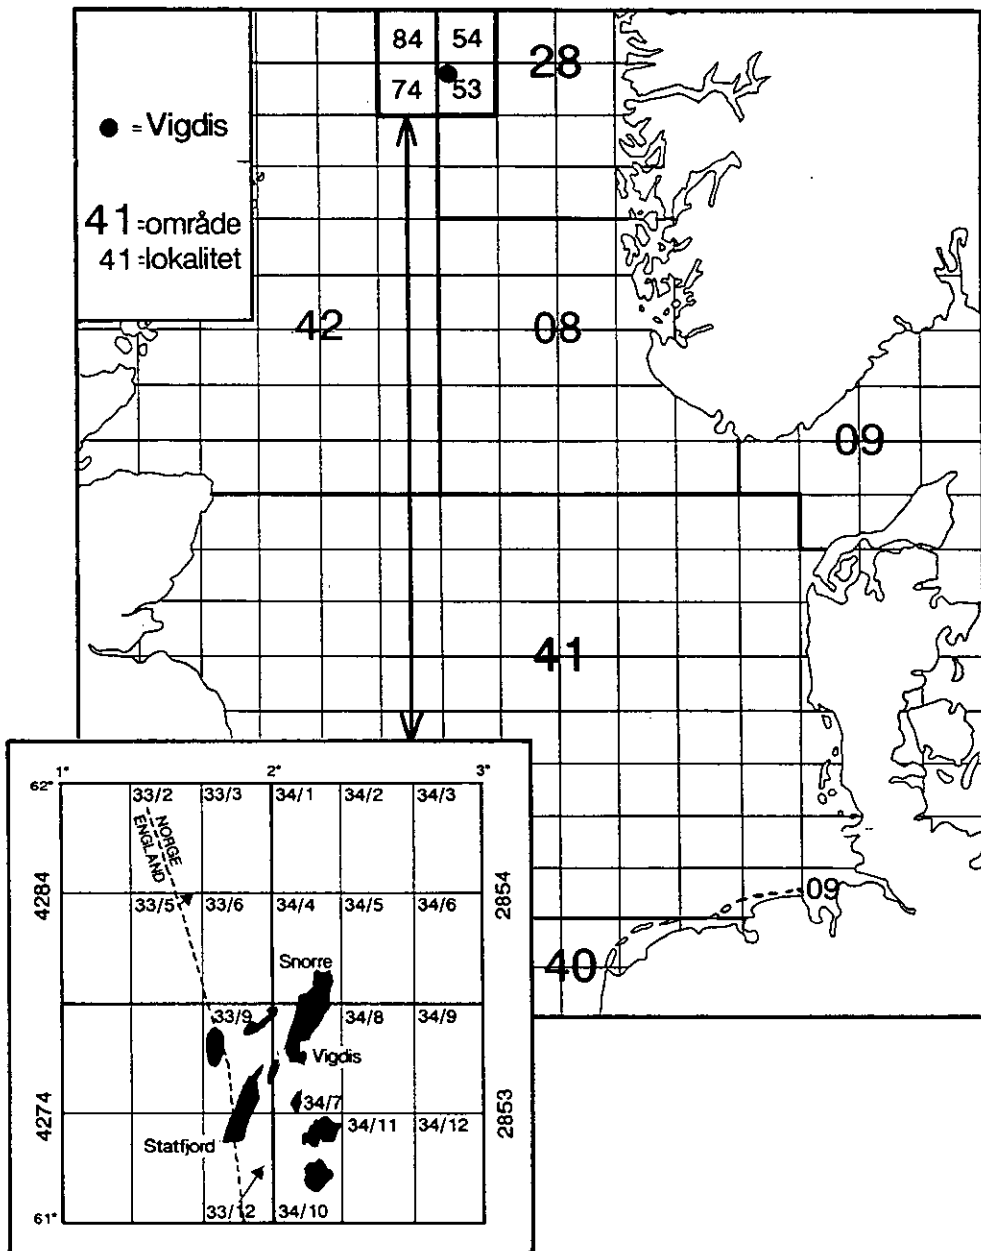 84 54
28
74 53
● = Vigdis
41=område
41=lokalitet
42
08
09
41
09
40
1° 2° 3°
62°
33/2 33/3 34/1 34/2 34/3
NORGE
ENGLAND
4284
2854
33/5 33/6 34/4 34/5 34/6
Snorre
33/9 34/8 34/9
Vigdis
34/7
4274
2853
34/11 34/12
Statfjord
33/12 34/10
61°